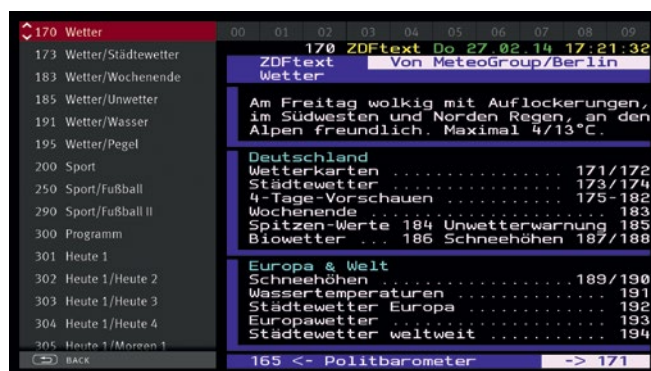 170 Wetter
173 Wetter/Städtewetter
183 Wetter/Wochenende
185 Wetter/Unwetter
191 Wetter/Wasser
195 Wetter/Pegel
200 Sport
250 Sport/Fußball
290 Sport/Fußball II
300 Programm
301 Heute 1
302 Heute 1/Heute 2
303 Heute 1/Heute 3
304 Heute 1/Heute 4
305 Heute 1/Morgen 1
BACK
00 01 02 03 04 05 06 07 08 09
170 ZDFtext Do 27.02.14 17:21:32
ZDFtext Von MeteoGroup/Berlin
Wetter
Am Freitag wolkig mit Auflockerungen,
im Südwesten und Norden Regen, an den
Alpen freundlich. Maximal 4/13°C.
Deutschland
Wetterkarten ................. 171/172
Städtewetter ................. 173/174
4-Tage-Vorschauen ............ 175-182
Wochenende ....................... 183
Spitzen-Werte 184 Unwetterwarnung 185
Biowetter ... 186 Schneehöhen 187/188
Europa & Welt
Schneehöhen ..................189/190
Wassertemperaturen ............... 191
Städtewetter Europa .............. 192
Europawetter ..................... 193
Städtewetter weltweit ............ 194
165 <- Politbarometer -> 171